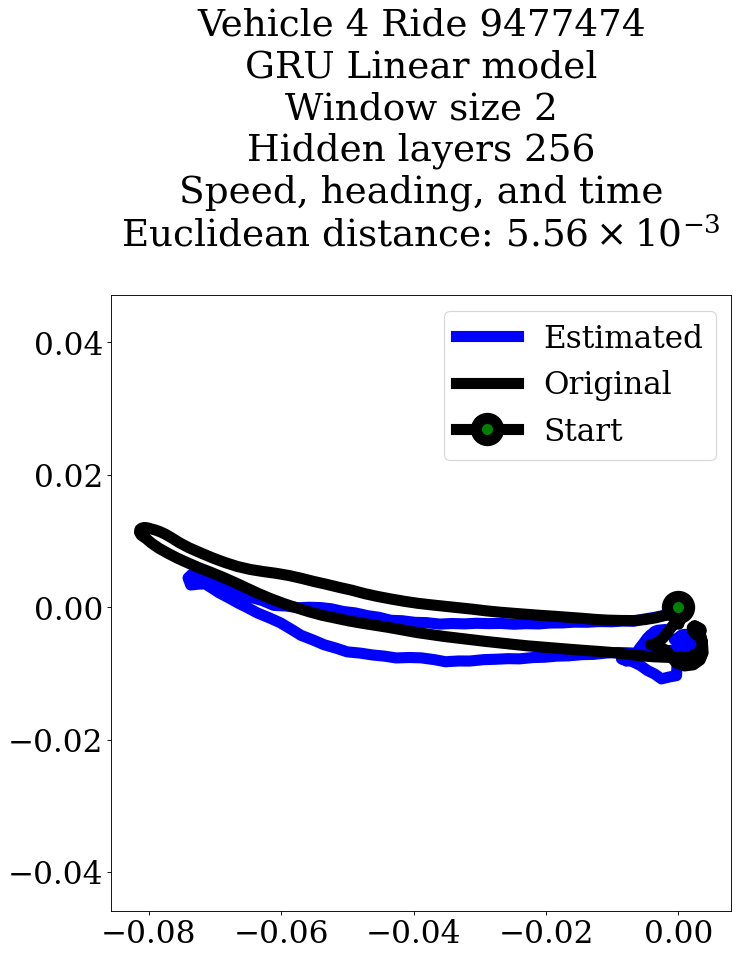 Vehicle 4 Ride 9477474
GRU Linear model
Window size 2
Hidden layers 256
Speed, heading, and time
Euclidean distance: 5.56 × 10⁻³
Estimated
Original
Start
0.04
0.02
0.00
−0.02
−0.04
−0.08 −0.06 −0.04 −0.02 0.00